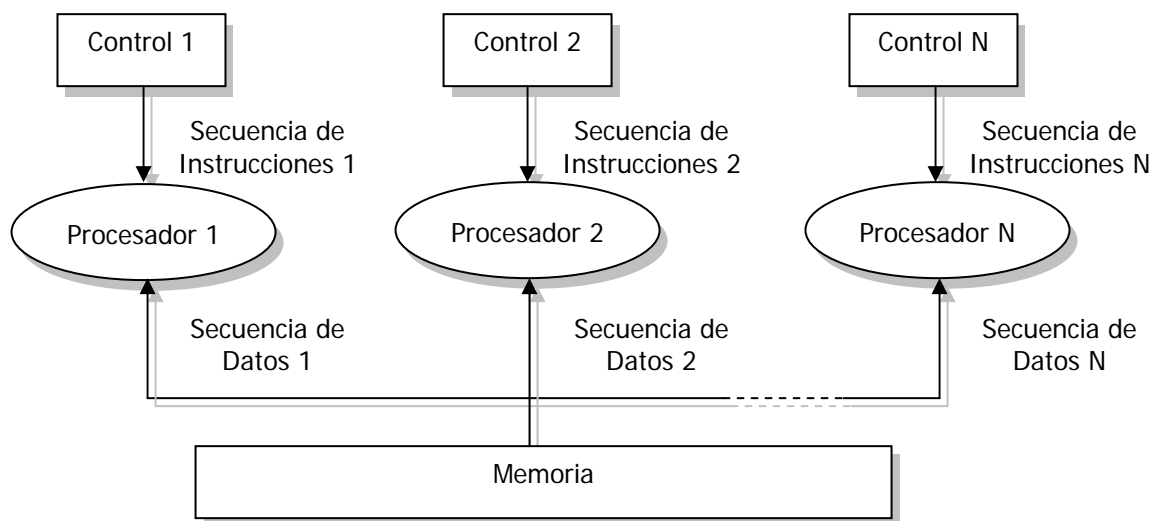 Control 1
Control 2
Control N
Secuencia de
Instrucciones 1
Secuencia de
Instrucciones 2
Secuencia de
Instrucciones N
Procesador 1
Procesador 2
Procesador N
Secuencia de
Datos 1
Secuencia de
Datos 2
Secuencia de
Datos N
Memoria